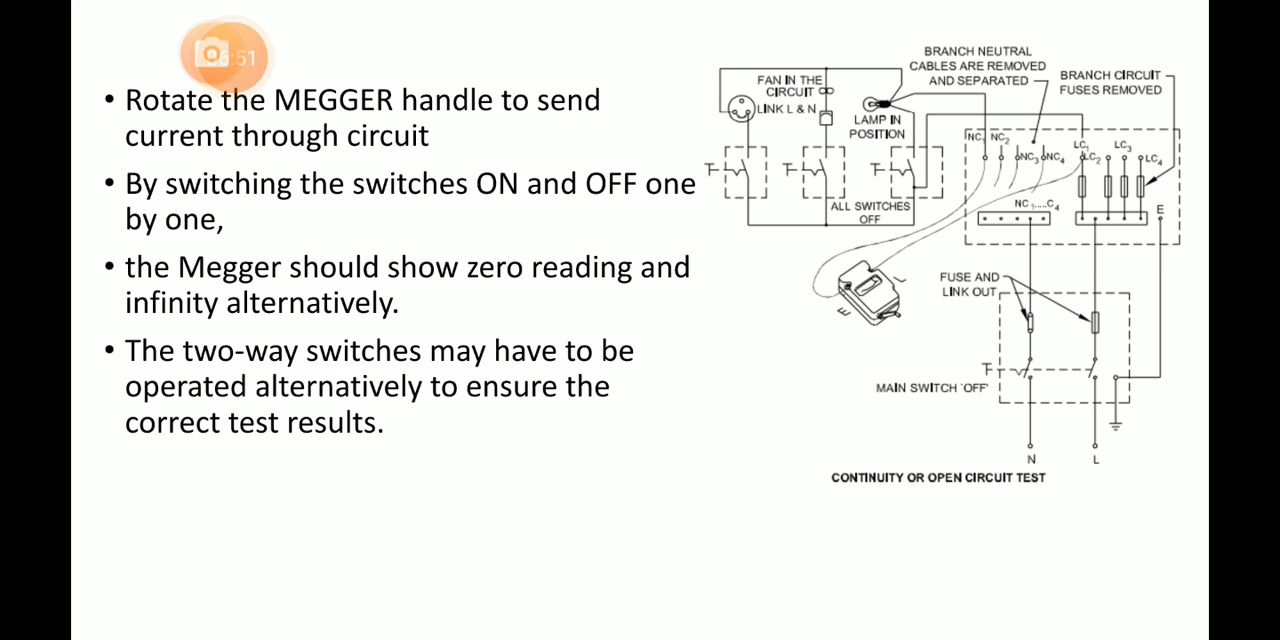 6:51
• Rotate the MEGGER handle to send
current through circuit
• By switching the switches ON and OFF one
by one,
• the Megger should show zero reading and
infinity alternatively.
• The two-way switches may have to be
operated alternatively to ensure the
correct test results.
BRANCH NEUTRAL
CABLES ARE REMOVED
AND SEPARATED
BRANCH CIRCUIT
FUSES REMOVED
FAN IN THE
CIRCUIT
LINK L & N
LAMP IN
POSITION
NC1 NC2
NC3 NC4
LC1 LC3
LC2 LC4
ALL SWITCHES
OFF
NC1.....C4
E
L
E
FUSE AND
LINK OUT
MAIN SWITCH 'OFF'
N L
CONTINUITY OR OPEN CIRCUIT TEST